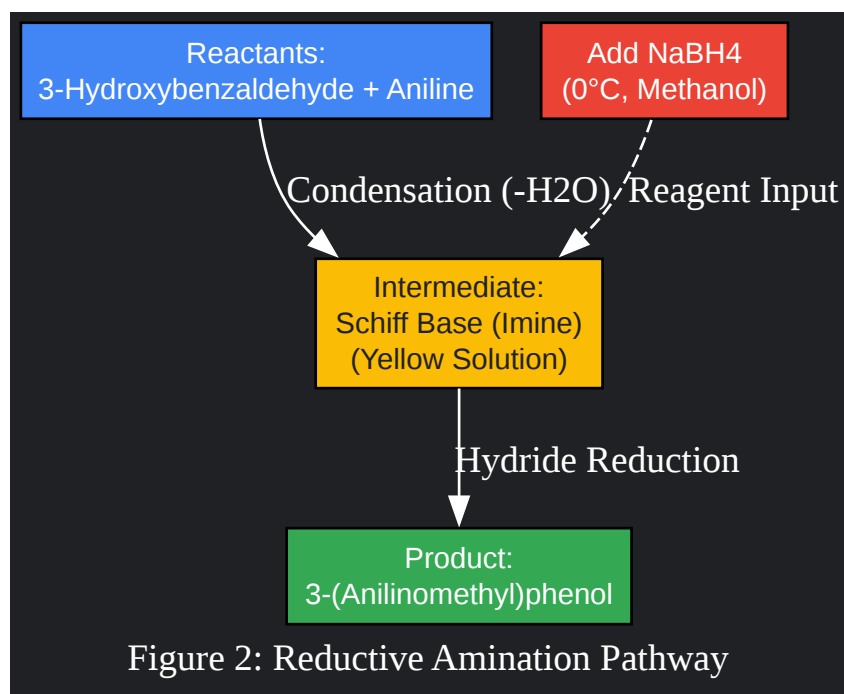 Reactants:
3-Hydroxybenzaldehyde + Aniline
Add NaBH4
(0°C, Methanol)
Condensation (-H2O)
Reagent Input
Intermediate:
Schiff Base (Imine)
(Yellow Solution)
Hydride Reduction
Product:
3-(Anilinomethyl)phenol
Figure 2: Reductive Amination Pathway